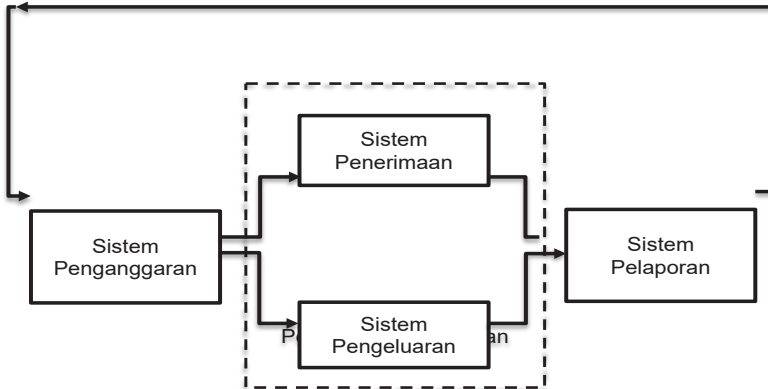 Sistem
Penerimaan
Sistem
Penganggaran
Sistem
Pelaporan
Sistem
Pengeluaran